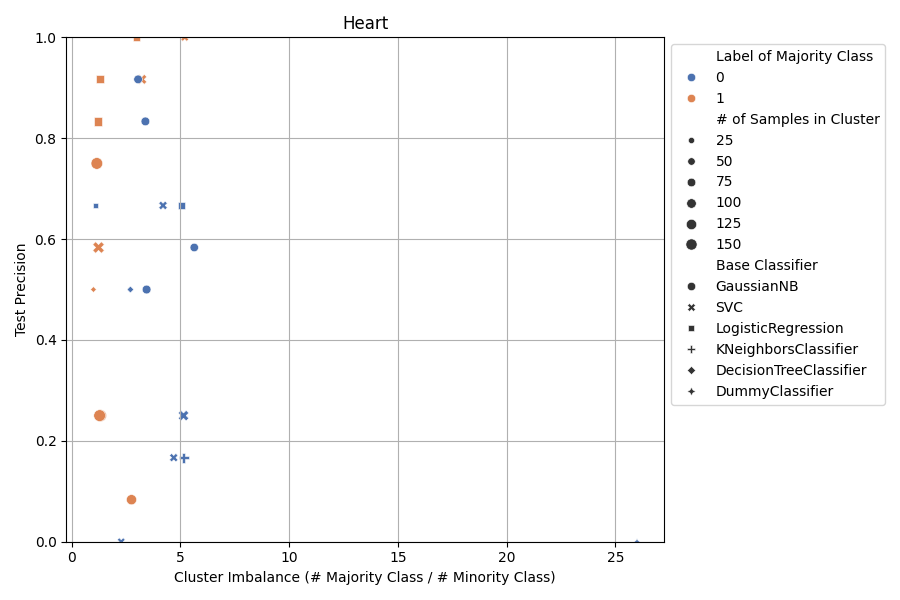 Heart
1.0
0.8
0.6
0.4
0.2
0.0
Test Precision
0 5 10 15 20 25
Cluster Imbalance (# Majority Class / # Minority Class)
Label of Majority Class
0
1
# of Samples in Cluster
25
50
75
100
125
150
Base Classifier
GaussianNB
SVC
LogisticRegression
KNeighborsClassifier
DecisionTreeClassifier
DummyClassifier